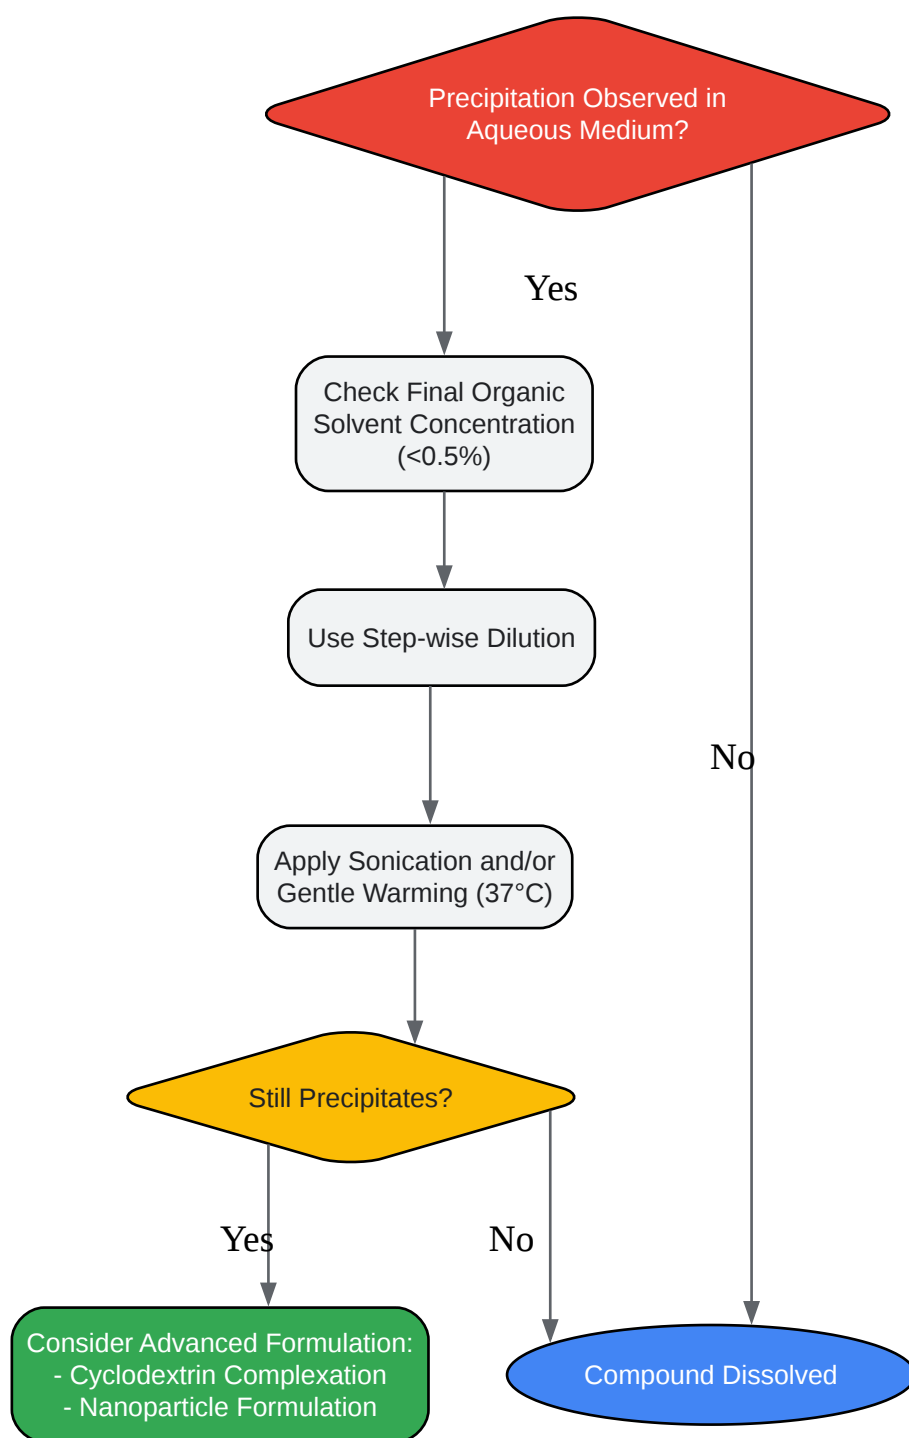 Precipitation Observed in
Aqueous Medium?
Yes
Check Final Organic
Solvent Concentration
(<0.5%)
Use Step-wise Dilution
No
Apply Sonication and/or
Gentle Warming (37°C)
Still Precipitates?
Yes
No
Consider Advanced Formulation:
- Cyclodextrin Complexation
- Nanoparticle Formulation
Compound Dissolved